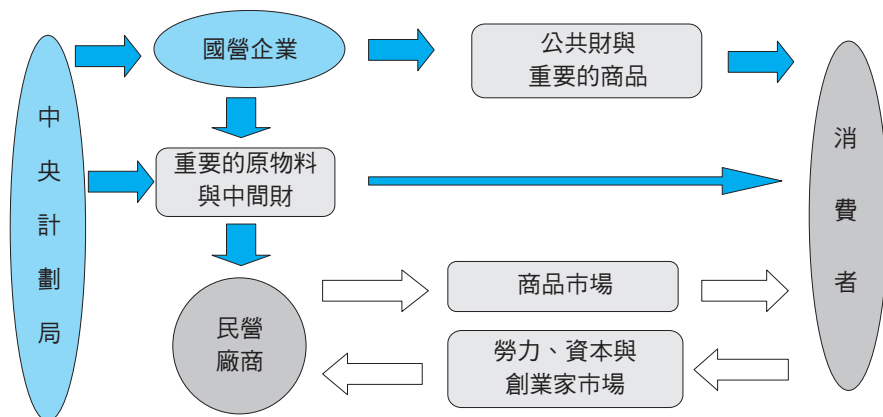 中央計劃局
國營企業
公共財與
重要的商品
消費者
重要的原物料
與中間財
商品市場
民營
廠商
勞力、資本與
創業家市場